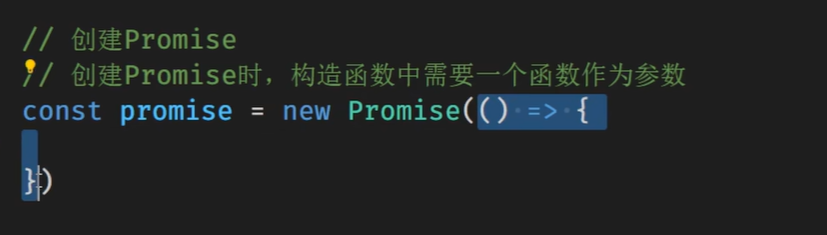 // 创建Promise
// 创建Promise时，构造函数中需要一个函数作为参数
const promise = new Promise(() => {
})